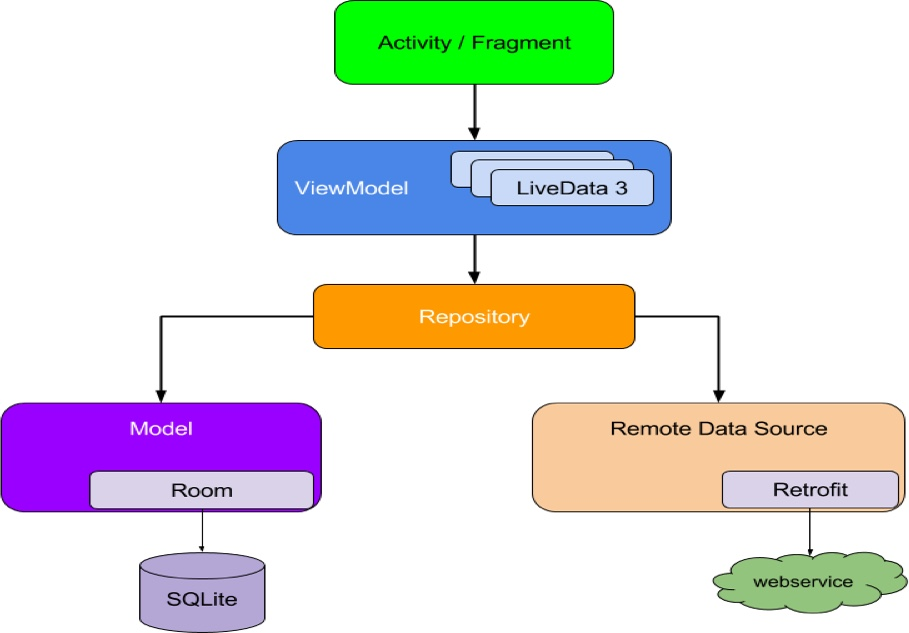 Activity / Fragment
ViewModel
LiveData 3
Repository
Model
Remote Data Source
Room
Retrofit
SQLite
webservice